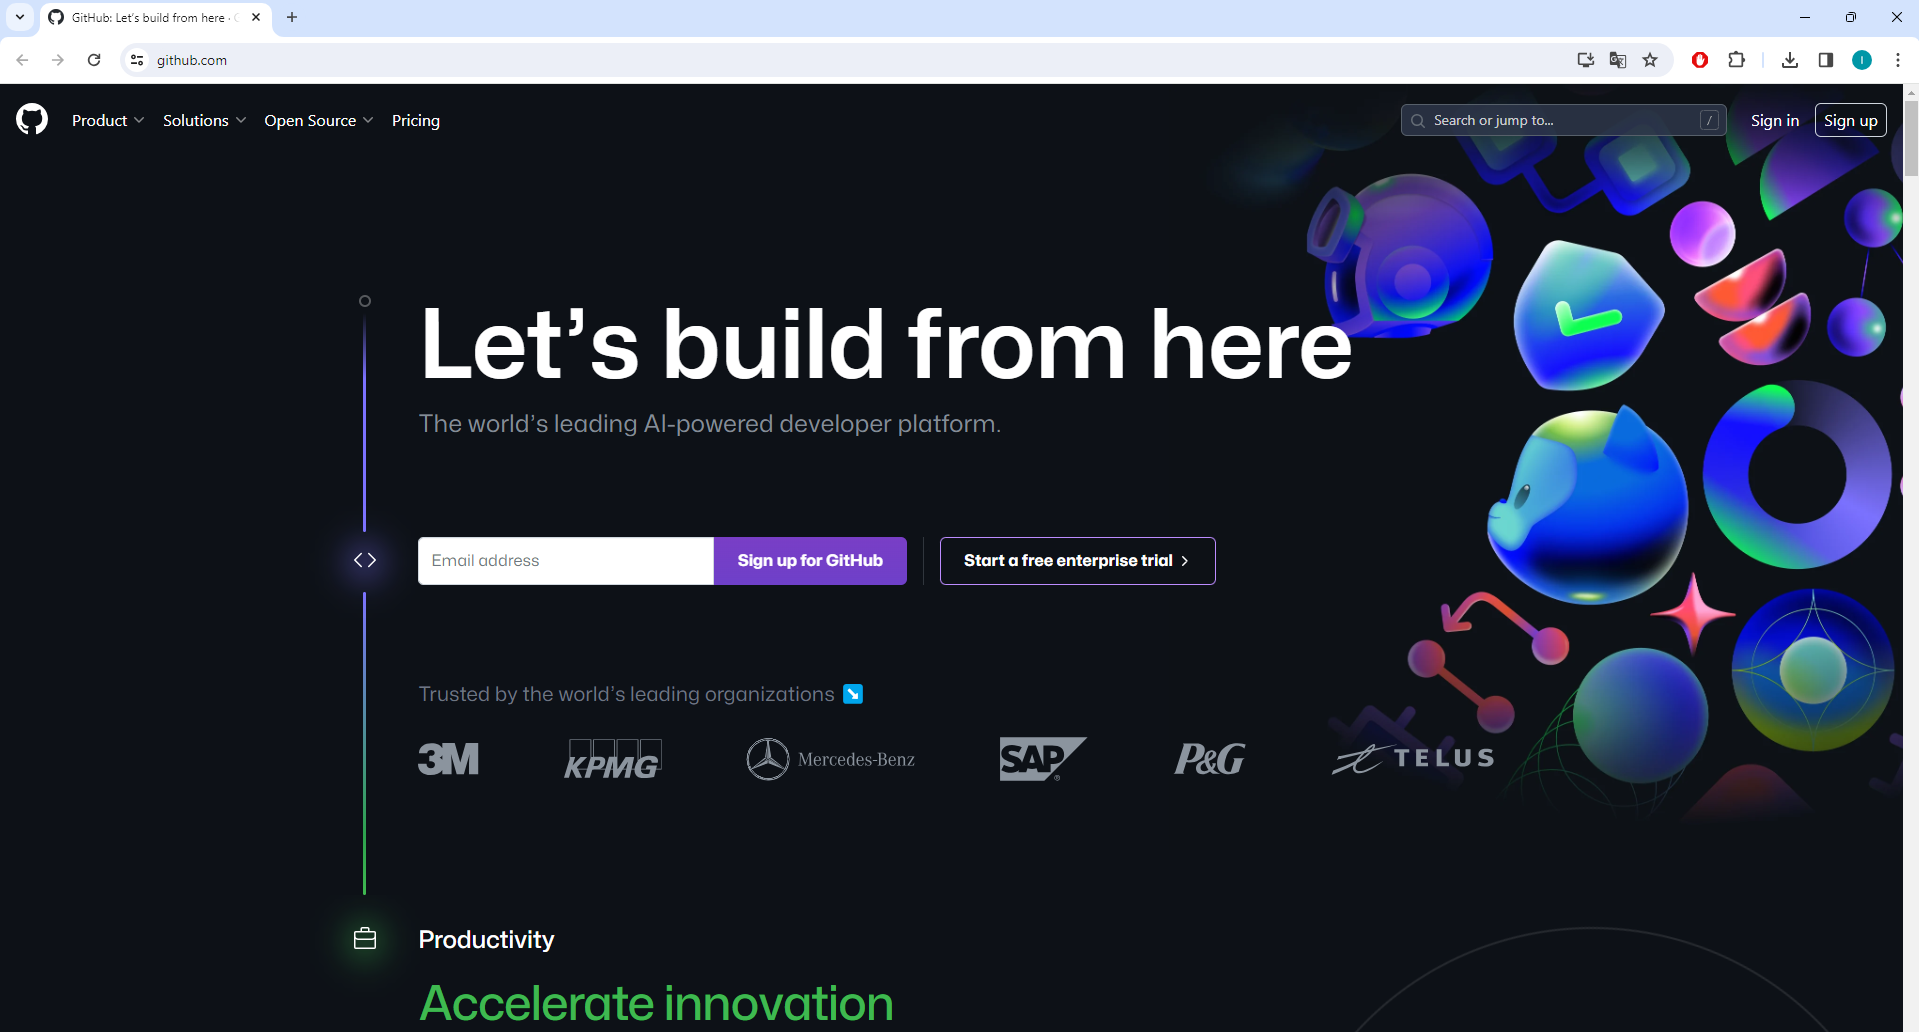 GitHub: Let's build from here ·
github.com
I
Product
Solutions
Open Source
Pricing
Search or jump to...
/
Sign in
Sign up
Let's build from here
The world's leading AI-powered developer platform.
Email address
Sign up for GitHub
Start a free enterprise trial
Trusted by the world's leading organizations
3M
KPMG
Mercedes-Benz
SAP
®
P&G
TELUS
Productivity
Accelerate innovation